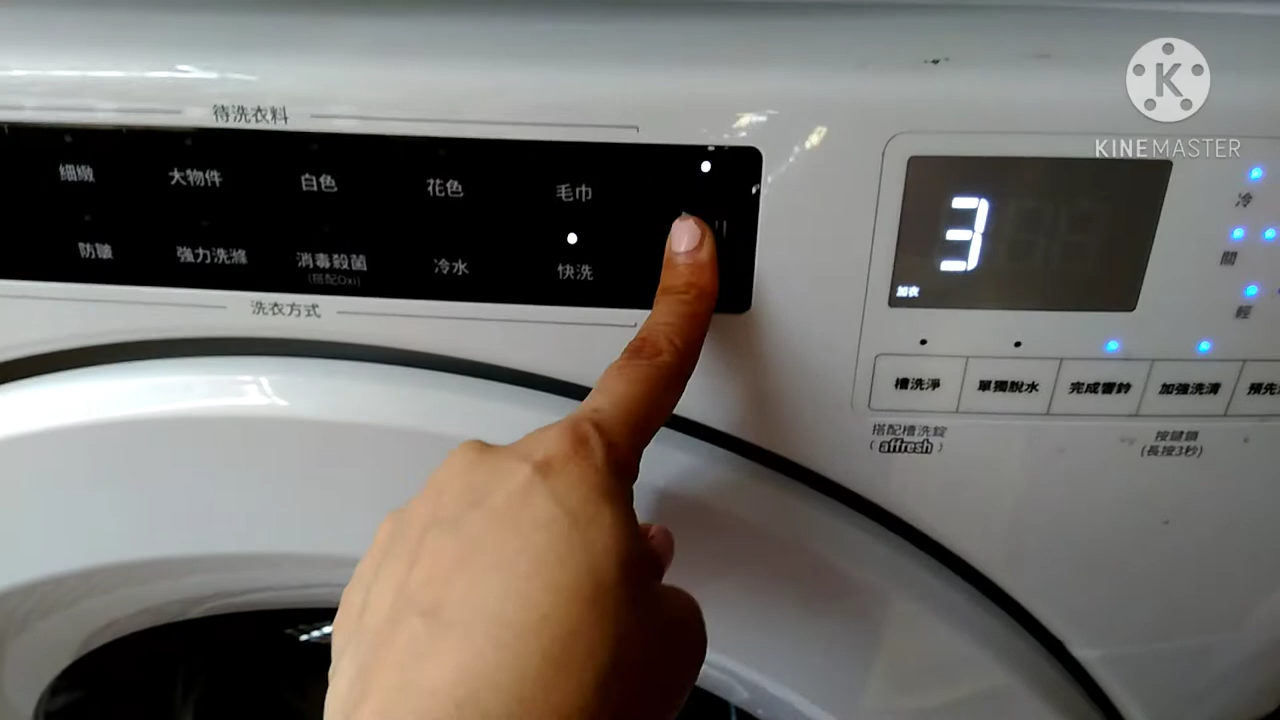 待洗衣料
細緻
大物件
白色
花色
毛巾
防皺
強力洗滌
消毒殺菌
(搭配Oxi)
冷水
快洗
洗衣方式
3
加衣
冷
關
輕
槽洗淨
單獨脫水
完成響鈴
加強洗清
預先
搭配槽洗錠
(affresh)
按鍵鎖
(長按3秒)
K
KINEMASTER